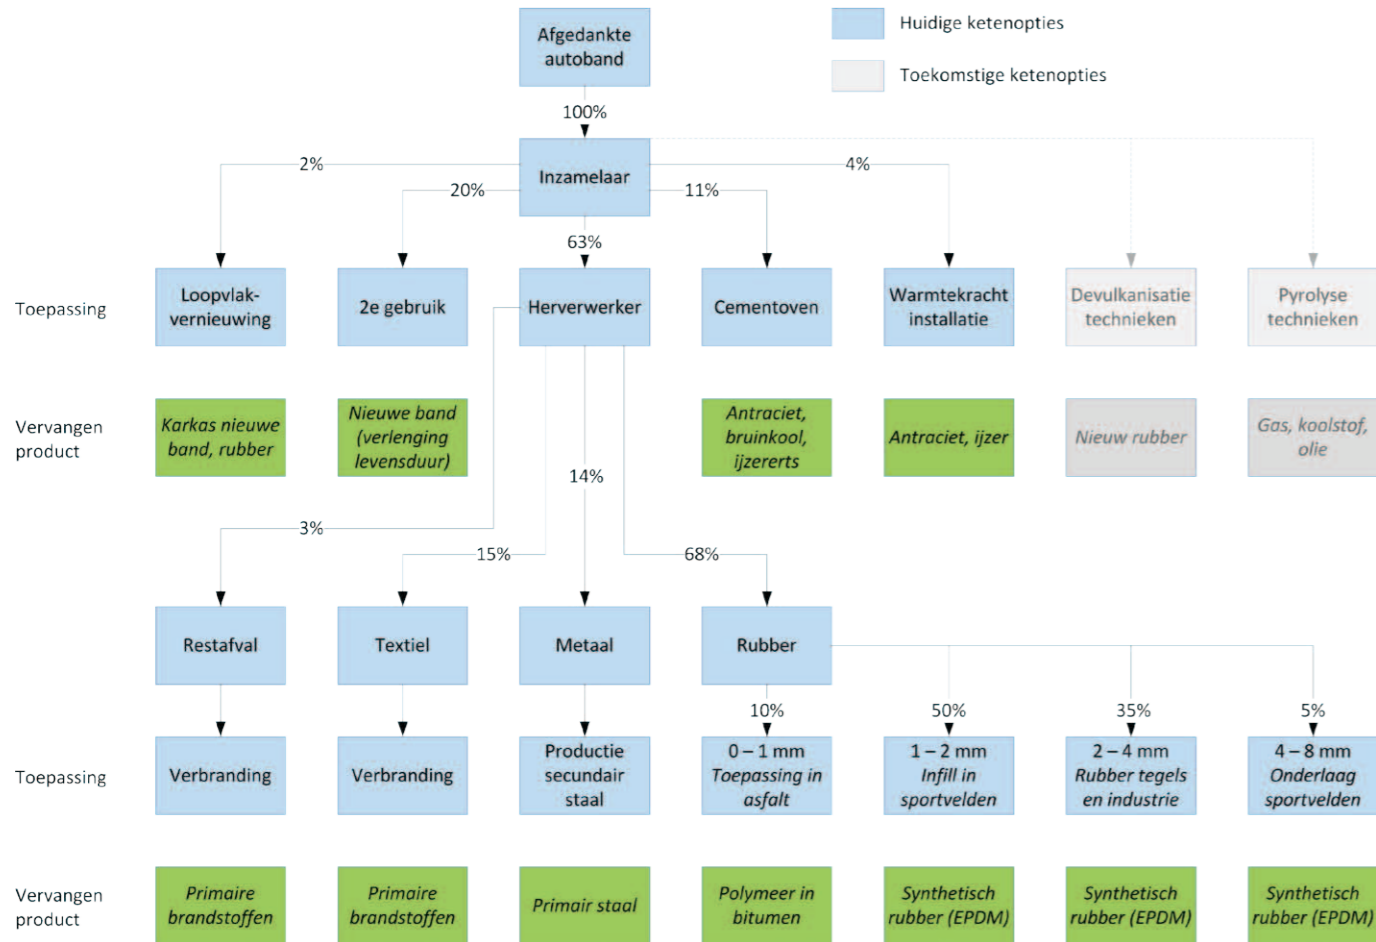 Afgedankte
autoband
Huidige ketenopties
Toekomstige ketenopties
100%
Inzamelaar
2%
20%
63%
11%
4%
Toepassing
Loopvlak-
vernieuwing
2e gebruik
Herverwerker
Cementoven
Warmtekracht
installatie
Devulkanisatie
technieken
Pyrolyse
technieken
Vervangen
product
Karkas nieuwe
band, rubber
Nieuwe band
(verlenging
levensduur)
Antraciet,
bruinkool,
ijzererts
Antraciet, ijzer
Nieuw rubber
Gas, koolstof,
olie
3%
15%
14%
68%
Restafval
Textiel
Metaal
Rubber
10%
50%
35%
5%
Toepassing
Verbranding
Verbranding
Productie
secundair
staal
0 – 1 mm
Toepassing in
asfalt
1 – 2 mm
Infill in
sportvelden
2 – 4 mm
Rubber tegels
en industrie
4 – 8 mm
Onderlaag
sportvelden
Vervangen
product
Primaire
brandstoffen
Primaire
brandstoffen
Primair staal
Polymeer in
bitumen
Synthetisch
rubber (EPDM)
Synthetisch
rubber (EPDM)
Synthetisch
rubber (EPDM)